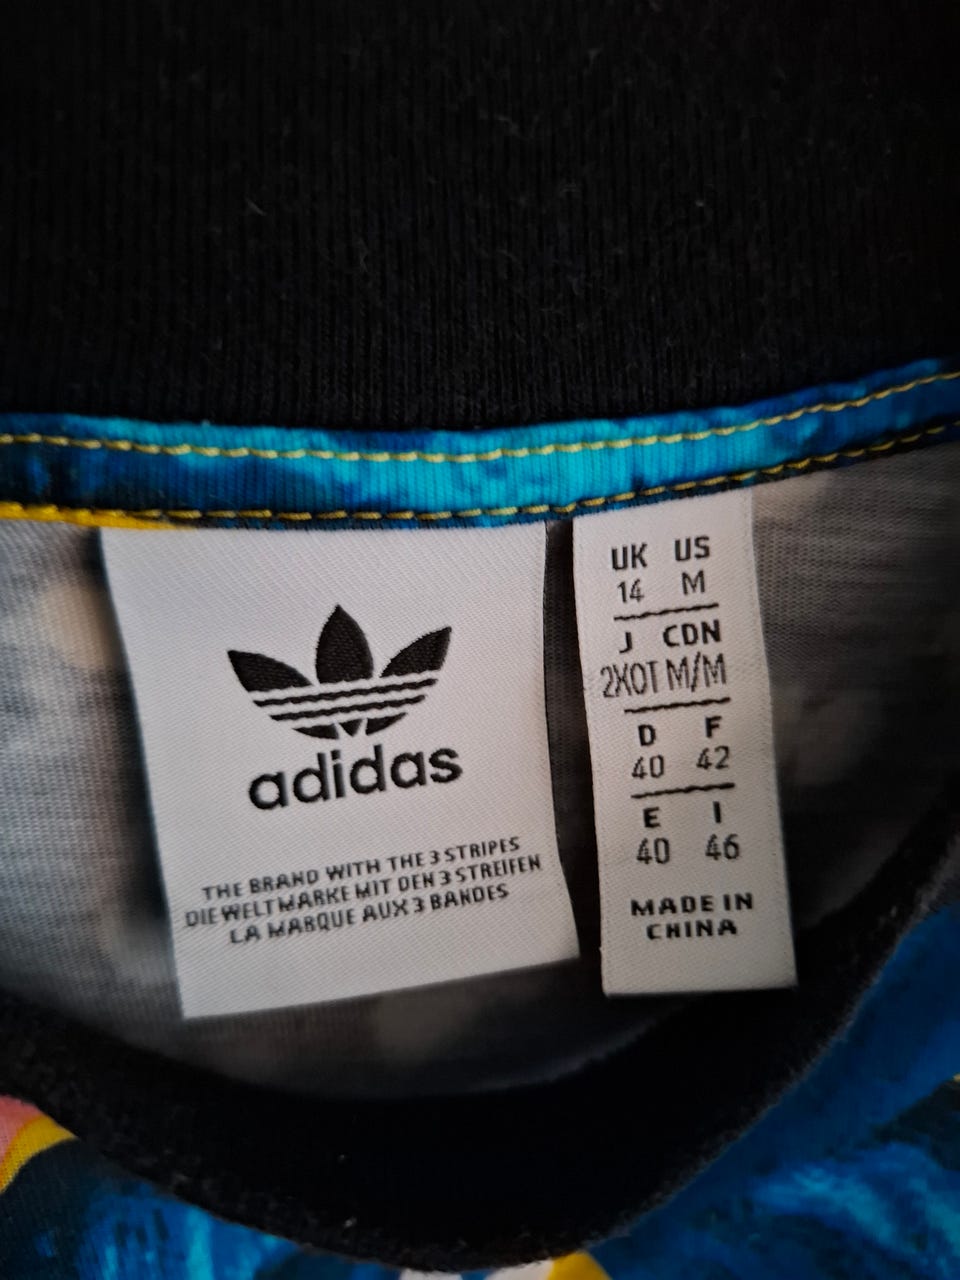 adidas
THE BRAND WITH THE 3 STRIPES
DIE WELTMARKE MIT DEN 3 STREIFEN
LA MARQUE AUX 3 BANDES
UK US
14 M
J CDN
2XOT M/M
D F
40 42
E I
40 46
MADE IN
CHINA